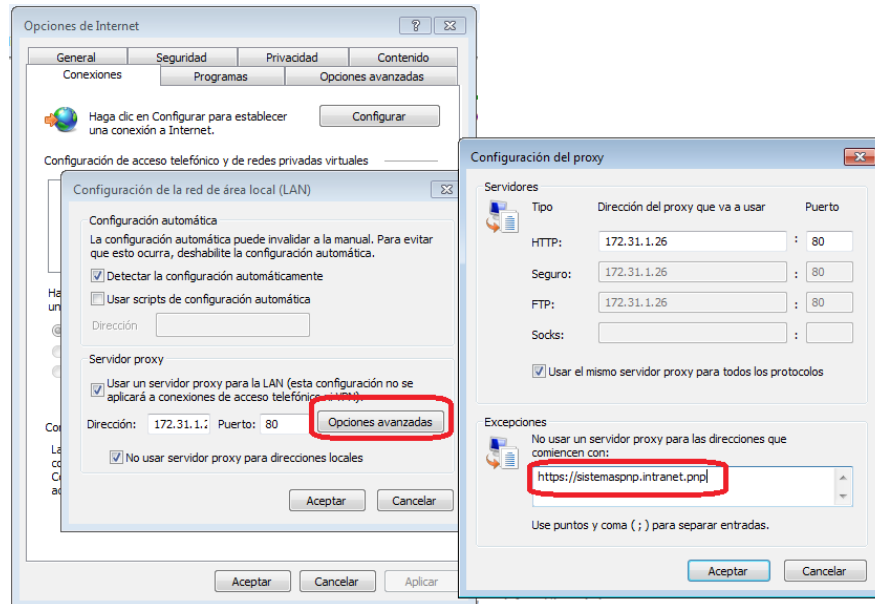 Opciones de Internet
General
Seguridad
Privacidad
Contenido
Conexiones
Programas
Opciones avanzadas
Haga clic en Configurar para establecer
una conexión a Internet.
Configurar
Configuración de acceso telefónico y de redes privadas virtuales
Configuración de la red de área local (LAN)
Configuración automática
La configuración automática puede invalidar a la manual. Para evitar
que esto ocurra, deshabilite la configuración automática.
Detectar la configuración automáticamente
Usar scripts de configuración automática
Dirección
Servidor proxy
Usar un servidor proxy para la LAN (esta configuración no se
aplicará a conexiones de acceso telefónico ni VPN).
Dirección: 172.31.1.2 Puerto: 80 Opciones avanzadas
No usar servidor proxy para direcciones locales
Aceptar Cancelar
Aceptar Cancelar Aplicar
Configuración del proxy
Servidores
Tipo Dirección del proxy que va a usar Puerto
HTTP: 172.31.1.26 : 80
Seguro: 172.31.1.26 : 80
FTP: 172.31.1.26 : 80
Socks: :
Usar el mismo servidor proxy para todos los protocolos
Excepciones
No usar un servidor proxy para las direcciones que
comiencen con:
https://sistemaspnp.intranet.pnp
Use puntos y coma ( ; ) para separar entradas.
Aceptar Cancelar